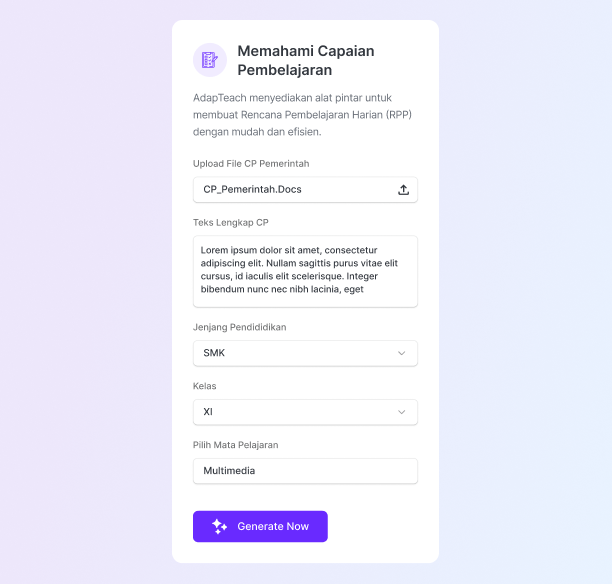 Memahami Capaian
Pembelajaran
AdapTeach menyediakan alat pintar untuk
membuat Rencana Pembelajaran Harian (RPP)
dengan mudah dan efisien.
Upload File CP Pemerintah
CP_Pemerintah.Docs
Teks Lengkap CP
Lorem ipsum dolor sit amet, consectetur
adipiscing elit. Nullam sagittis purus vitae elit
cursus, id iaculis elit scelerisque. Integer
bibendum nunc nec nibh lacinia, eget
Jenjang Pendididikan
SMK
Kelas
XI
Pilih Mata Pelajaran
Multimedia
Generate Now